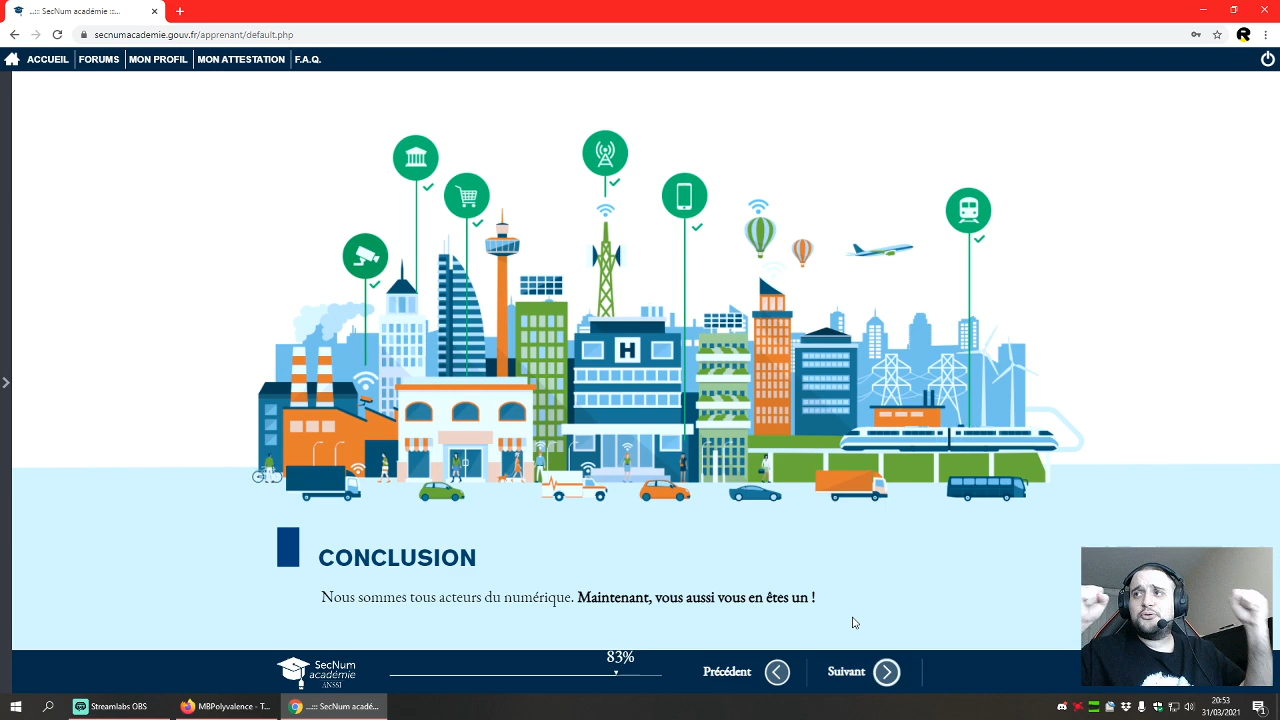 ..:: SecNum académie ::...
secnumacademie.gouv.fr/apprenant/default.php
ACCUEIL FORUMS MON PROFIL MON ATTESTATION F.A.Q.
H
CONCLUSION
Nous sommes tous acteurs du numérique. Maintenant, vous aussi vous en êtes un !
SecNum
académie
ANSSI
83%
Précédent
Suivant
Streamlabs OBS
MBPolyvalence - T...
..::: SecNum acadé...
20:53
31/03/2021